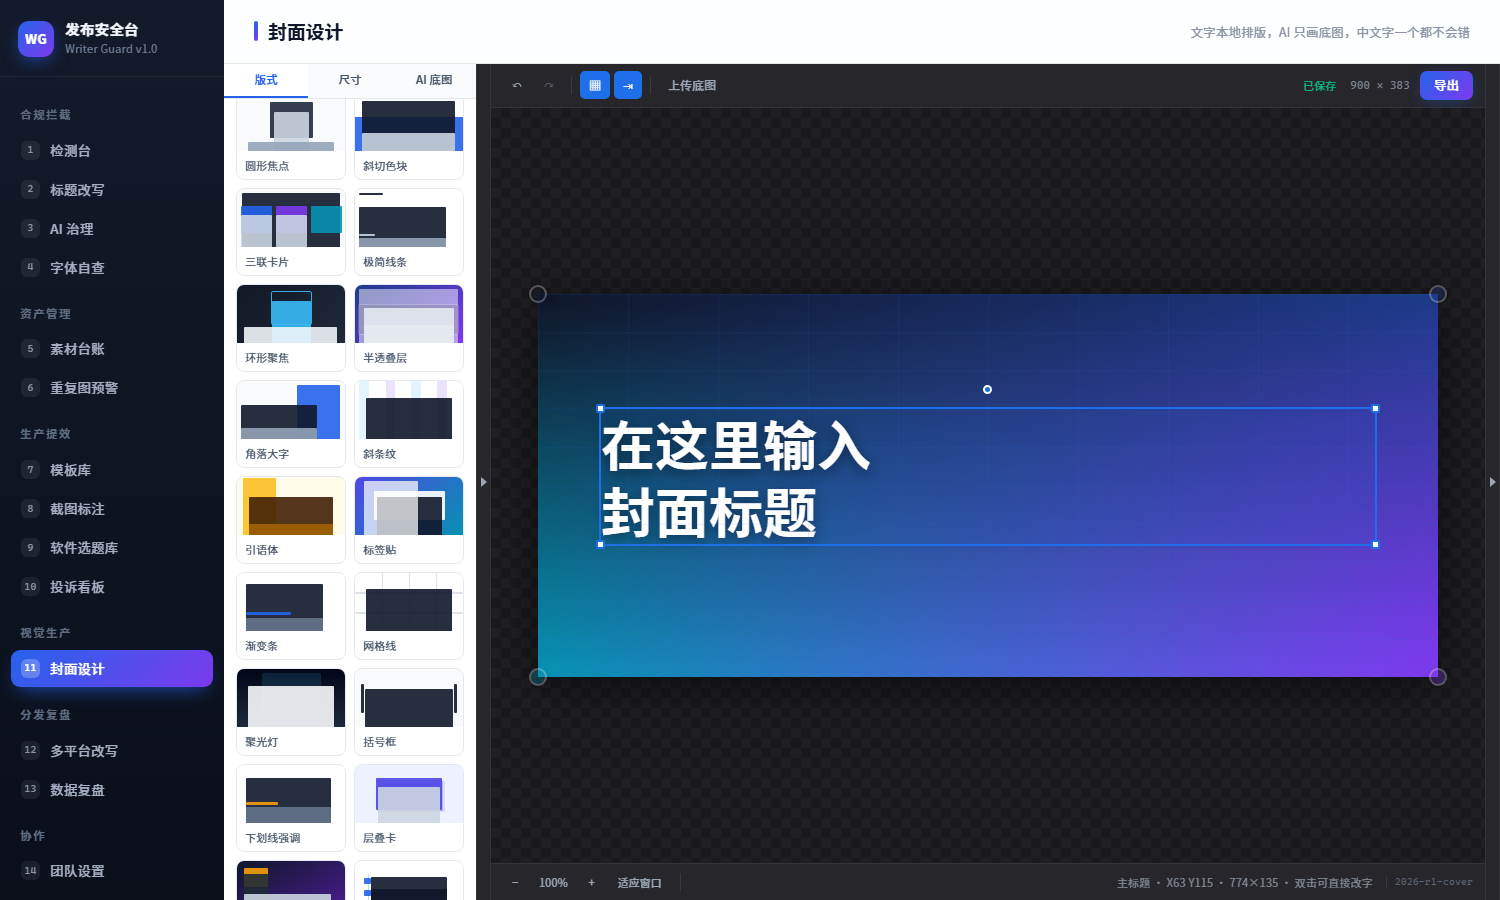 WG
发布安全台
Writer Guard v1.0
合规拦截
1 检测台
2 标题改写
3 AI 治理
4 字体自查
资产管理
5 素材台账
6 重复图预警
生产提效
7 模板库
8 截图标注
9 软件选题库
10 投诉看板
视觉生产
11 封面设计
分发复盘
12 多平台改写
13 数据复盘
协作
14 团队设置
封面设计
文字本地排版，AI 只画底图，中文字一个都不会错
版式 尺寸 AI 底图
圆形焦点 斜切色块
三联卡片 极简线条
环形聚焦 半透叠层
角落大字 斜条纹
引语体 标签贴
渐变条 网格线
聚光灯 括号框
下划线强调 层叠卡
上传底图
已保存 900 × 383 导出
在这里输入
封面标题
− 100% + 适应窗口
主标题 · X63 Y115 · 774×135 · 双击可直接改字 2026-r1-cover